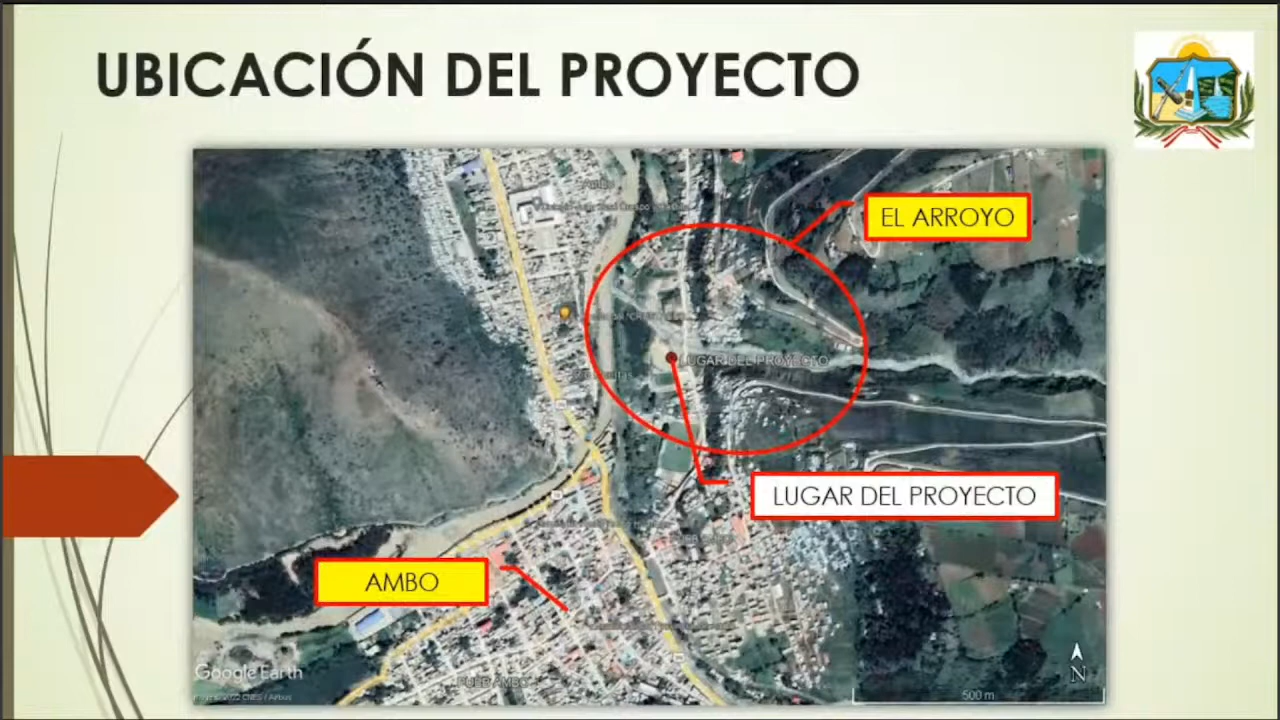 UBICACIÓN DEL PROYECTO
EL ARROYO
LUGAR DEL PROYECTO
LUGAR DEL PROYECTO
AMBO
Google Earth
N
500 m